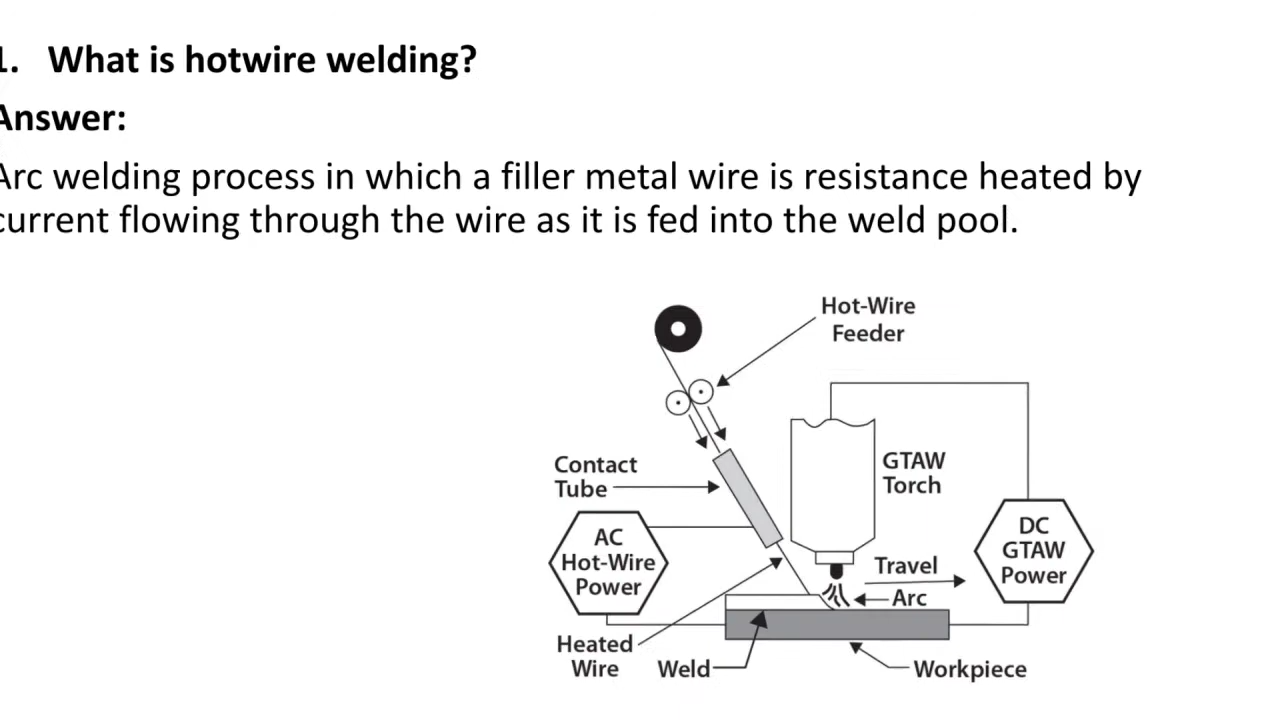 1. What is hotwire welding?
Answer:
Arc welding process in which a filler metal wire is resistance heated by
current flowing through the wire as it is fed into the weld pool.
Hot-Wire
Feeder
Contact
Tube
GTAW
Torch
AC
Hot-Wire
Power
DC
GTAW
Power
Travel
Arc
Heated
Wire
Weld
Workpiece